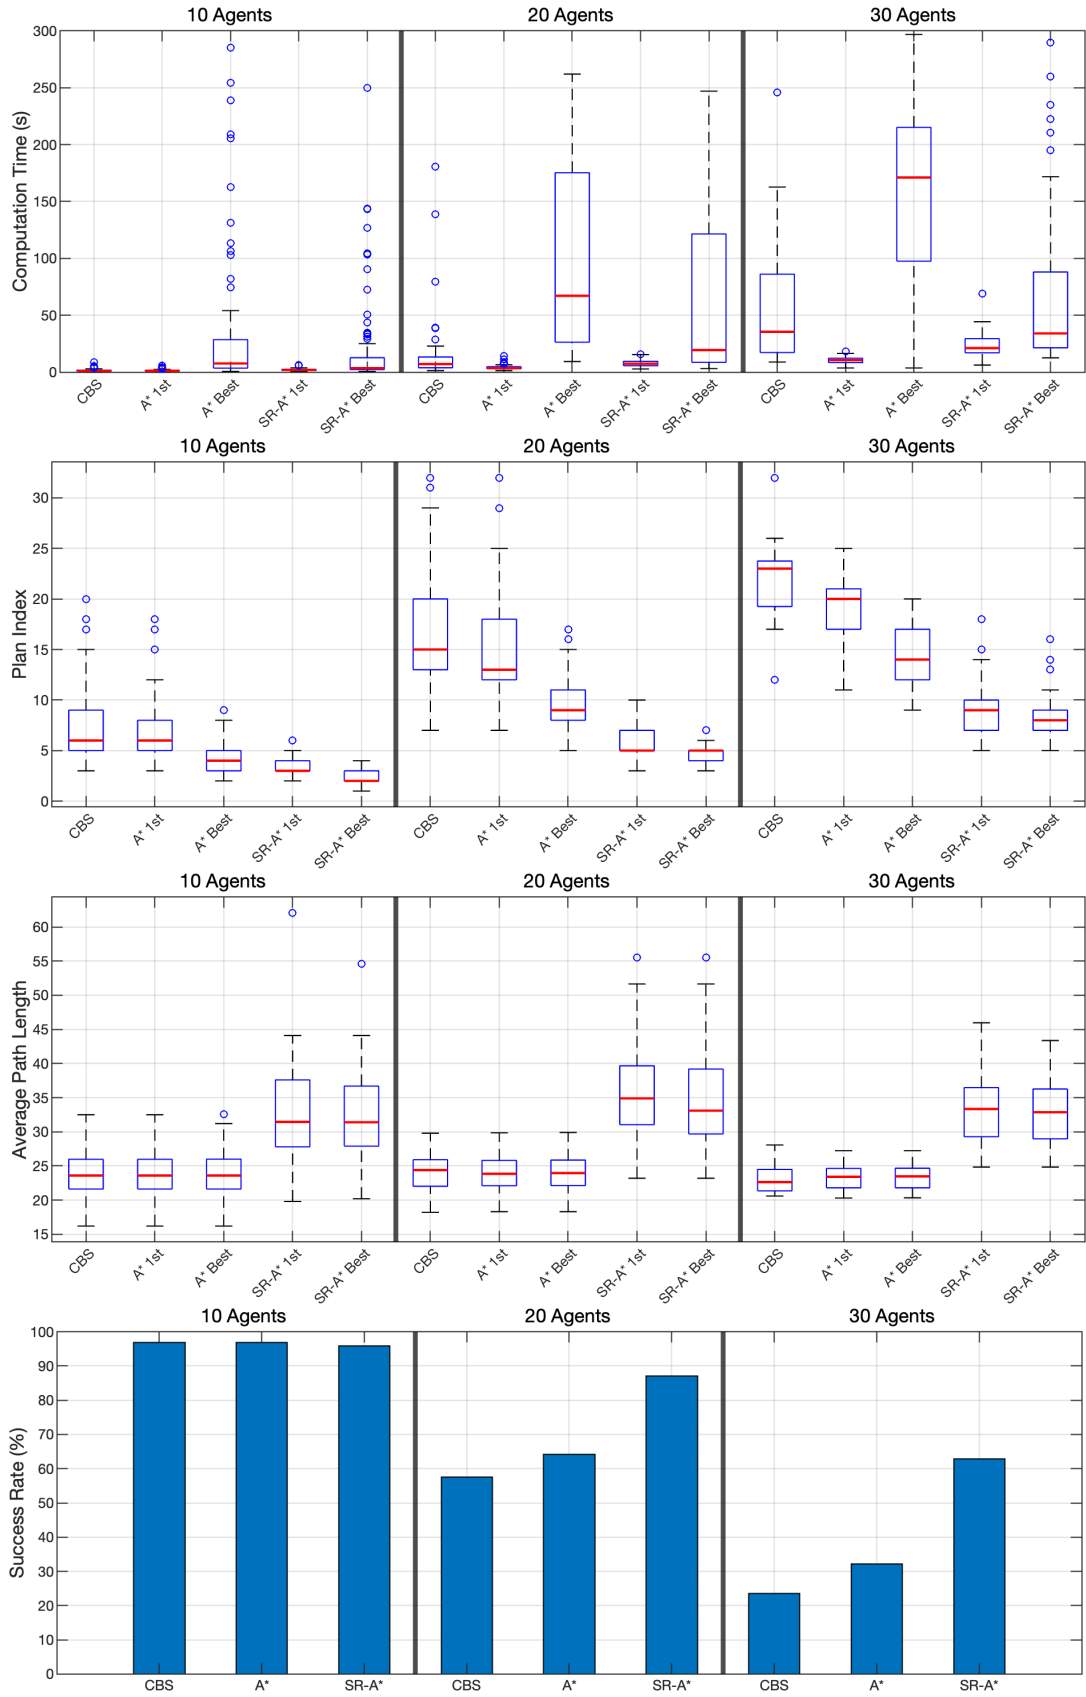 10 Agents 20 Agents 30 Agents
Computation Time (s)
300
250
200
150
100
50
0
CBS A* 1st A* Best SR-A* 1st SR-A* Best CBS A* 1st A* Best SR-A* 1st SR-A* Best CBS A* 1st A* Best SR-A* 1st SR-A* Best
10 Agents 20 Agents 30 Agents
Plan Index
30
25
20
15
10
5
0
CBS A* 1st A* Best SR-A* 1st SR-A* Best CBS A* 1st A* Best SR-A* 1st SR-A* Best CBS A* 1st A* Best SR-A* 1st SR-A* Best
10 Agents 20 Agents 30 Agents
Average Path Length
60
55
50
45
40
35
30
25
20
15
CBS A* 1st A* Best SR-A* 1st SR-A* Best CBS A* 1st A* Best SR-A* 1st SR-A* Best CBS A* 1st A* Best SR-A* 1st SR-A* Best
10 Agents 20 Agents 30 Agents
Success Rate (%)
100
90
80
70
60
50
40
30
20
10
0
CBS A* SR-A* CBS A* SR-A* CBS A* SR-A*